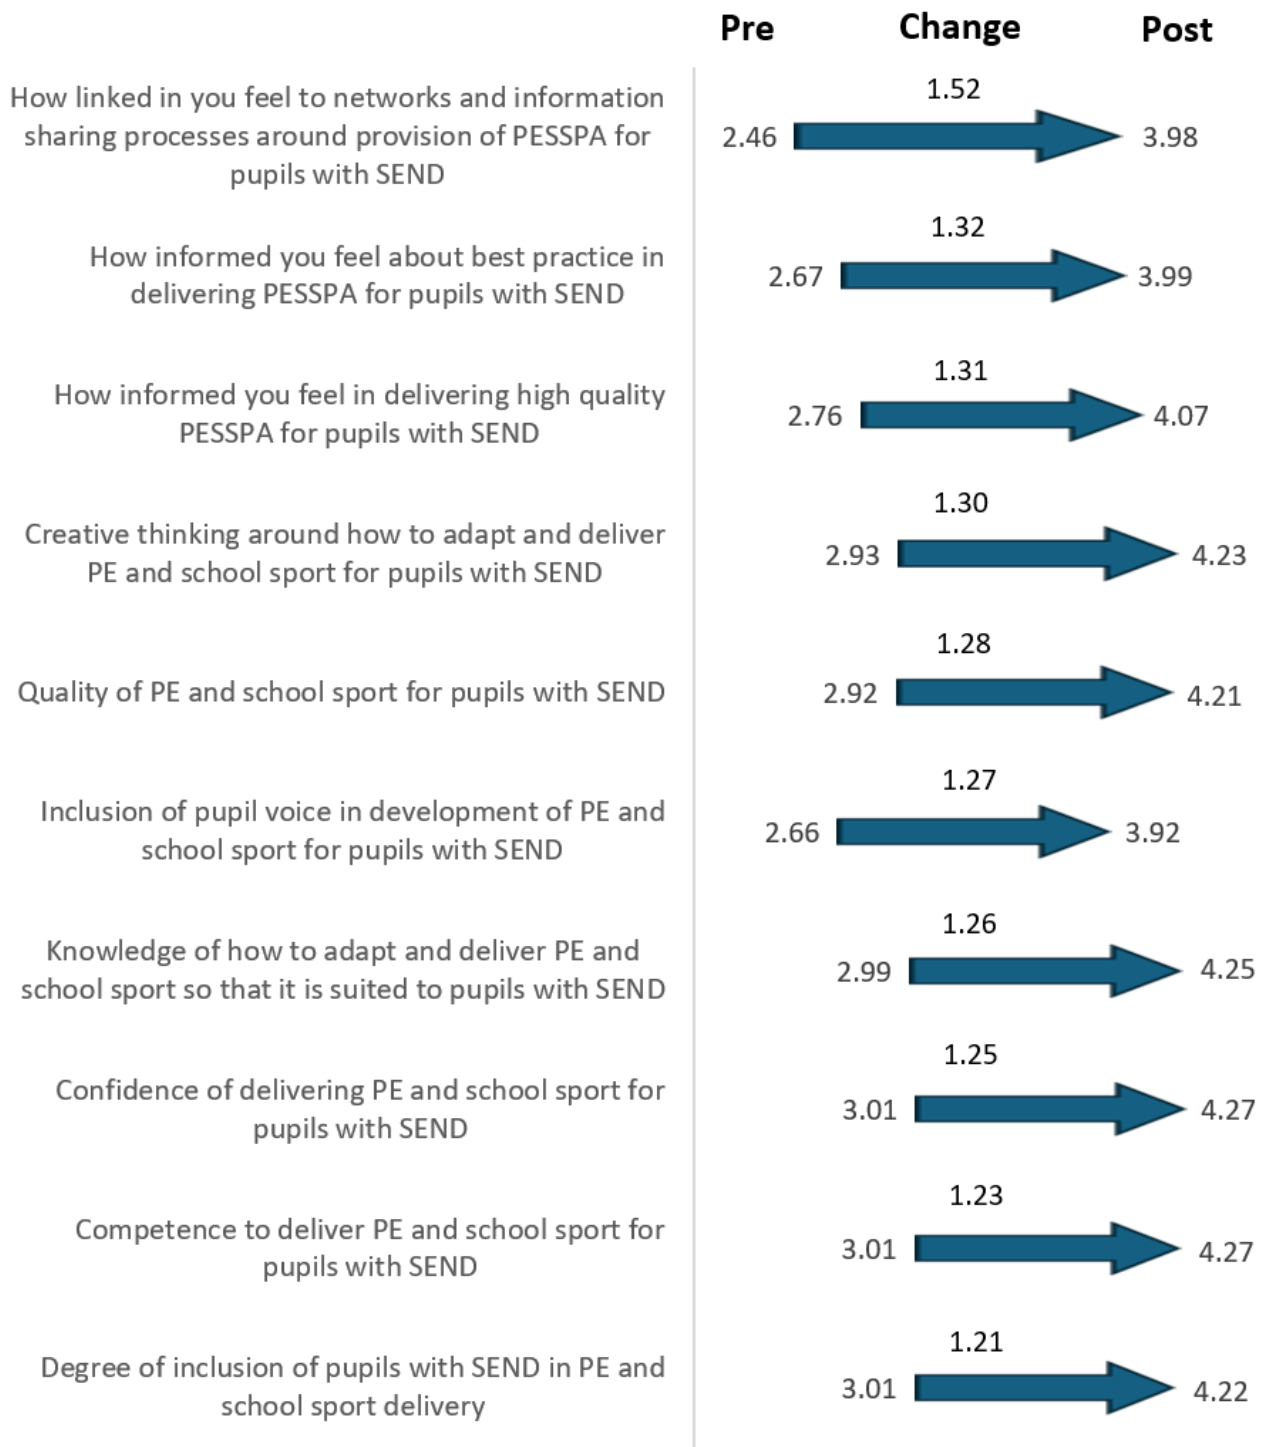 Pre Change Post
How linked in you feel to networks and information
sharing processes around provision of PESSPA for
pupils with SEND
1.52
2.46 3.98
How informed you feel about best practice in
delivering PESSPA for pupils with SEND
1.32
2.67 3.99
How informed you feel in delivering high quality
PESSPA for pupils with SEND
1.31
2.76 4.07
Creative thinking around how to adapt and deliver
PE and school sport for pupils with SEND
1.30
2.93 4.23
Quality of PE and school sport for pupils with SEND
1.28
2.92 4.21
Inclusion of pupil voice in development of PE and
school sport for pupils with SEND
1.27
2.66 3.92
Knowledge of how to adapt and deliver PE and
school sport so that it is suited to pupils with SEND
1.26
2.99 4.25
Confidence of delivering PE and school sport for
pupils with SEND
1.25
3.01 4.27
Competence to deliver PE and school sport for
pupils with SEND
1.23
3.01 4.27
Degree of inclusion of pupils with SEND in PE and
school sport delivery
1.21
3.01 4.22